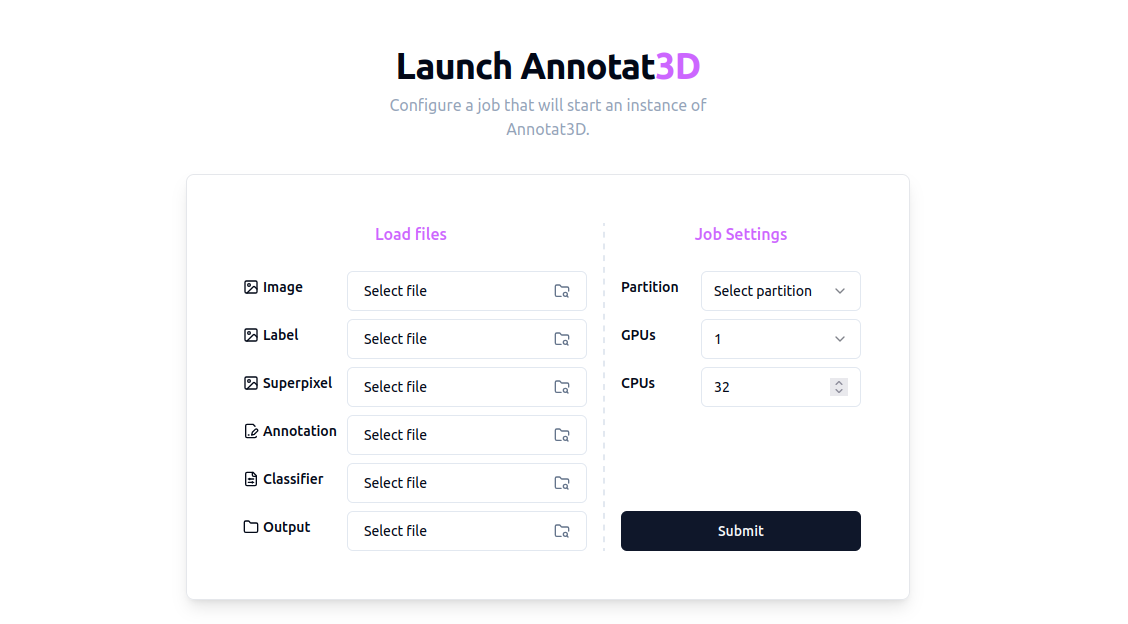 Launch Annotat3D
Configure a job that will start an instance of
Annotat3D.
Load files
Image
Select file
Label
Select file
Superpixel
Select file
Annotation
Select file
Classifier
Select file
Output
Select file
Job Settings
Partition
Select partition
GPUs
1
CPUs
32
Submit